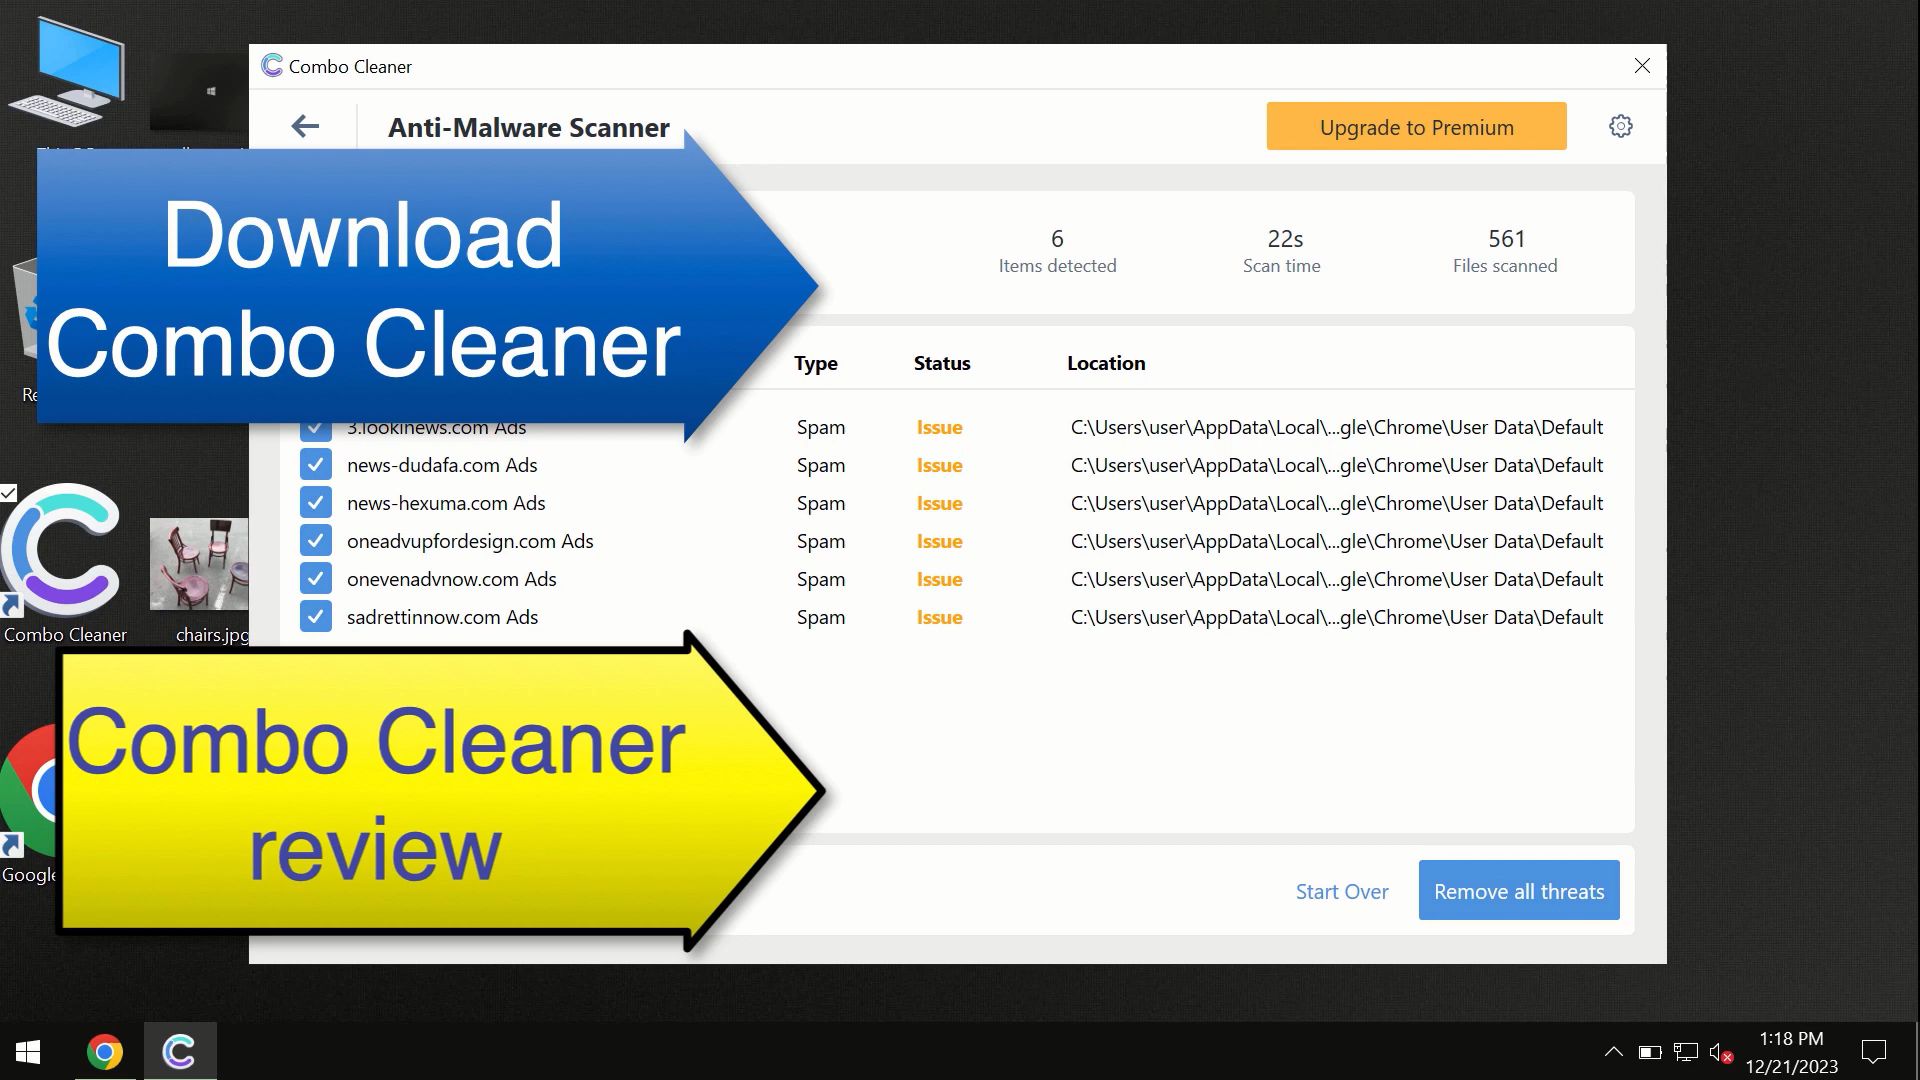 Combo Cleaner
Anti-Malware Scanner
Upgrade to Premium
Download
Combo Cleaner
6
Items detected
22s
Scan time
561
Files scanned
Type Status Location
3.lookinews.com Ads Spam Issue C:\Users\user\AppData\Local\...gle\Chrome\User Data\Default
news-dudafa.com Ads Spam Issue C:\Users\user\AppData\Local\...gle\Chrome\User Data\Default
news-hexuma.com Ads Spam Issue C:\Users\user\AppData\Local\...gle\Chrome\User Data\Default
oneadvupfordesign.com Ads Spam Issue C:\Users\user\AppData\Local\...gle\Chrome\User Data\Default
onevenadvnow.com Ads Spam Issue C:\Users\user\AppData\Local\...gle\Chrome\User Data\Default
sadrettinnow.com Ads Spam Issue C:\Users\user\AppData\Local\...gle\Chrome\User Data\Default
Combo Cleaner
chairs.jpg
Combo Cleaner
review
Google
Start Over
Remove all threats
1:18 PM
12/21/2023